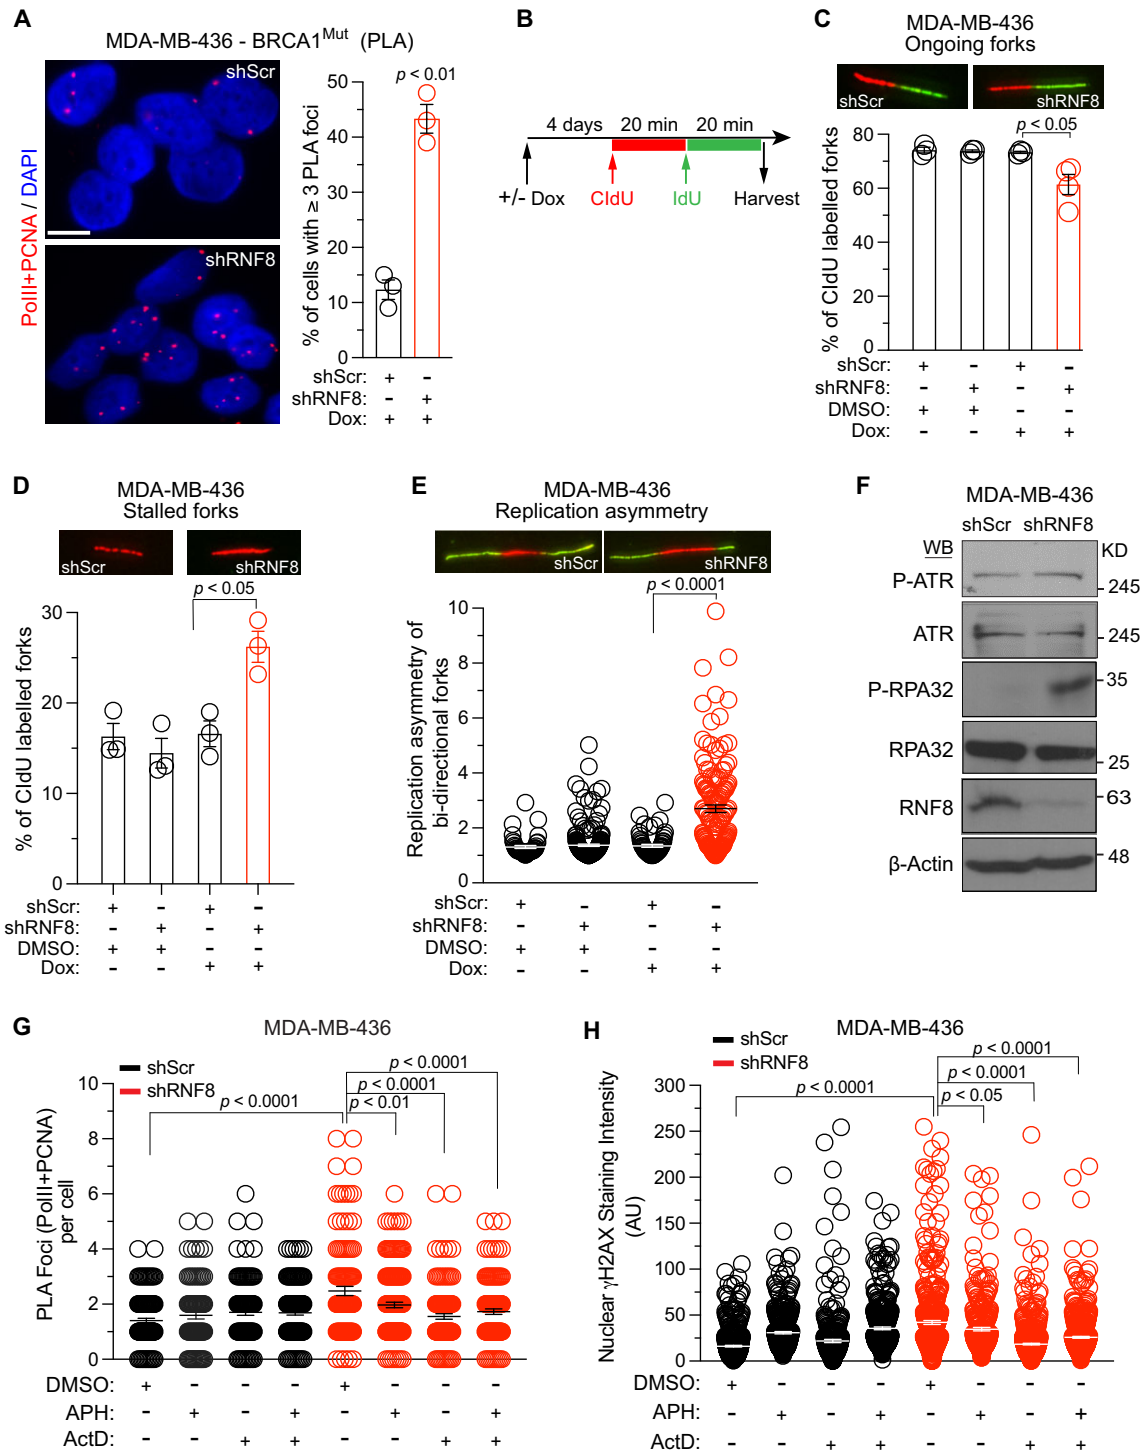 A
MDA-MB-436 - BRCA1Mut (PLA)
shScr
shRNF8
PolII+PCNA / DAPI
p < 0.01
% of cells with ≥ 3 PLA foci
50
40
30
20
10
0
shScr: + -
shRNF8: - +
Dox: + +
B
4 days 20 min 20 min
+/- Dox CldU IdU Harvest
C
MDA-MB-436
Ongoing forks
shScr shRNF8
p < 0.05
% of CldU labelled forks
80
60
40
20
0
shScr: + - + -
shRNF8: - + - +
DMSO: + + - -
Dox: - - + +
D
MDA-MB-436
Stalled forks
shScr shRNF8
p < 0.05
% of CldU labelled forks
30
20
10
0
shScr: + - + -
shRNF8: - + - +
DMSO: + + - -
Dox: - - + +
E
MDA-MB-436
Replication asymmetry
shScr shRNF8
p < 0.0001
Replication asymmetry of
bi-directional forks
10
8
6
4
2
0
shScr: + - + -
shRNF8: - + - +
DMSO: + + - -
Dox: - - + +
F
MDA-MB-436
shScr shRNF8
WB KD
P-ATR 245
ATR 245
P-RPA32 35
RPA32 25
RNF8 63
β-Actin 48
G
MDA-MB-436
shScr
shRNF8
p < 0.0001
p < 0.0001
p < 0.01
p < 0.0001
PLA Foci (PolII+PCNA)
per cell
10
8
6
4
2
0
DMSO: + - - - + - - -
APH: - + - + - + - +
ActD: - - + + - - + +
H
MDA-MB-436
shScr
shRNF8
p < 0.0001
p < 0.0001
p < 0.05
p < 0.0001
Nuclear γH2AX Staining Intensity
(AU)
300
250
200
150
100
50
25
0
DMSO: + - - - + - - -
APH: - + - + - + - +
ActD: - - + + - - + +